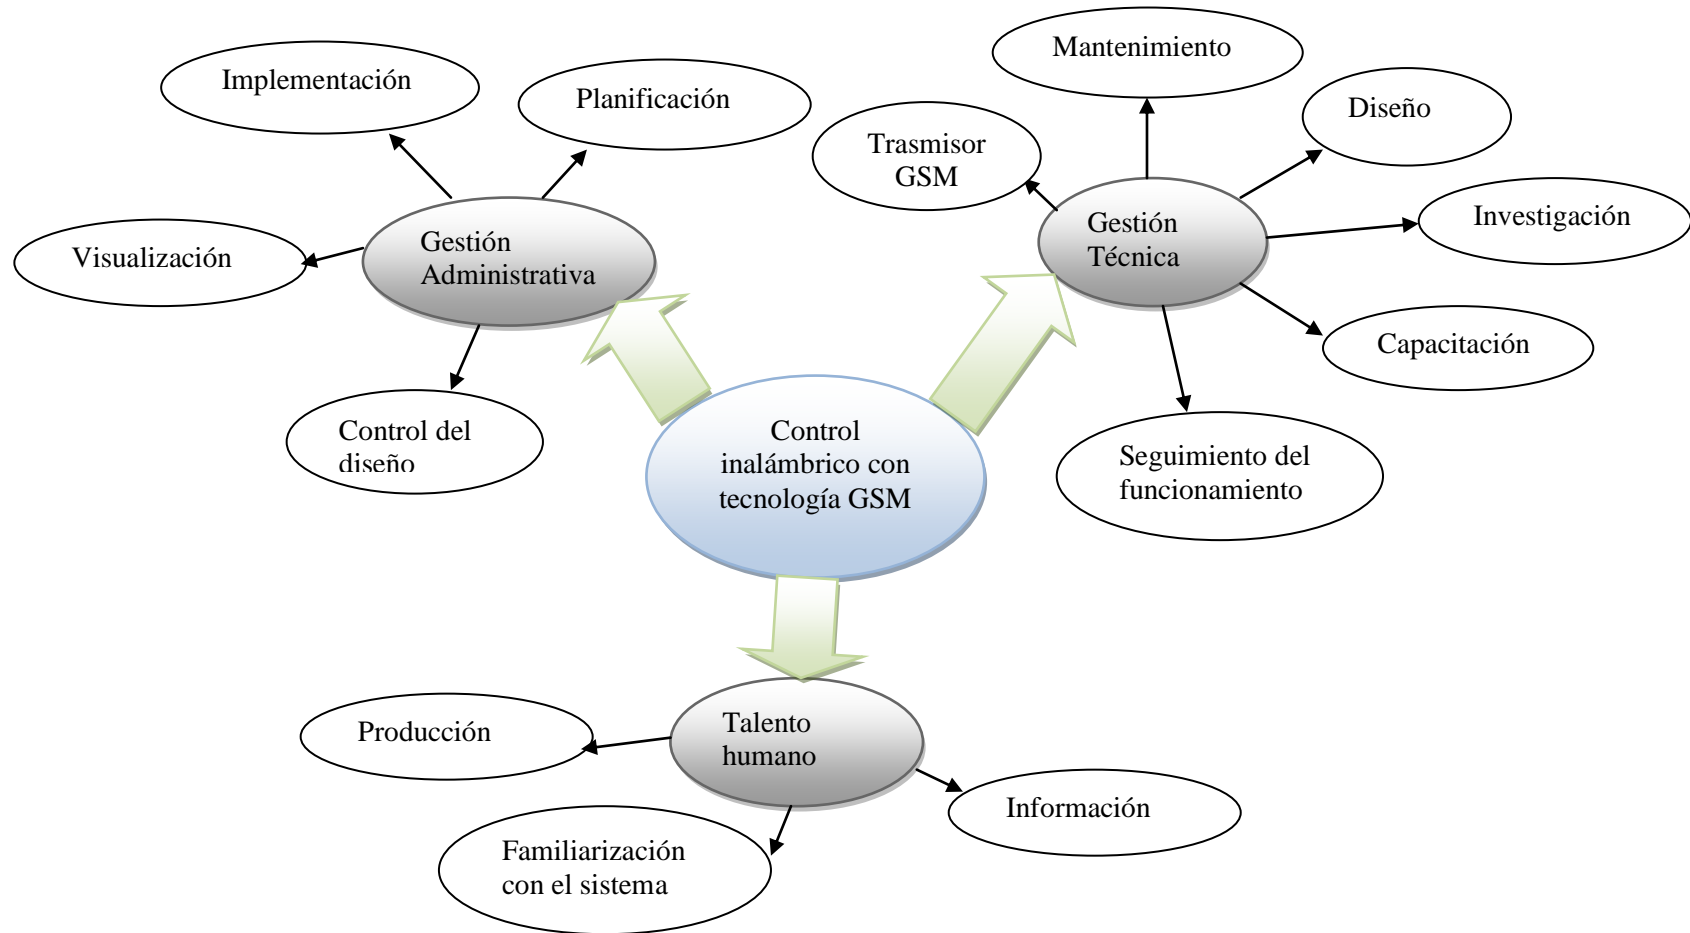 Implementación
Planificación
Visualización
Gestión
Administrativa
Control del
diseño
Mantenimiento
Diseño
Trasmisor
GSM
Investigación
Gestión
Técnica
Capacitación
Seguimiento del
funcionamiento
Control
inalámbrico con
tecnología GSM
Producción
Talento
humano
Información
Familiarización
con el sistema